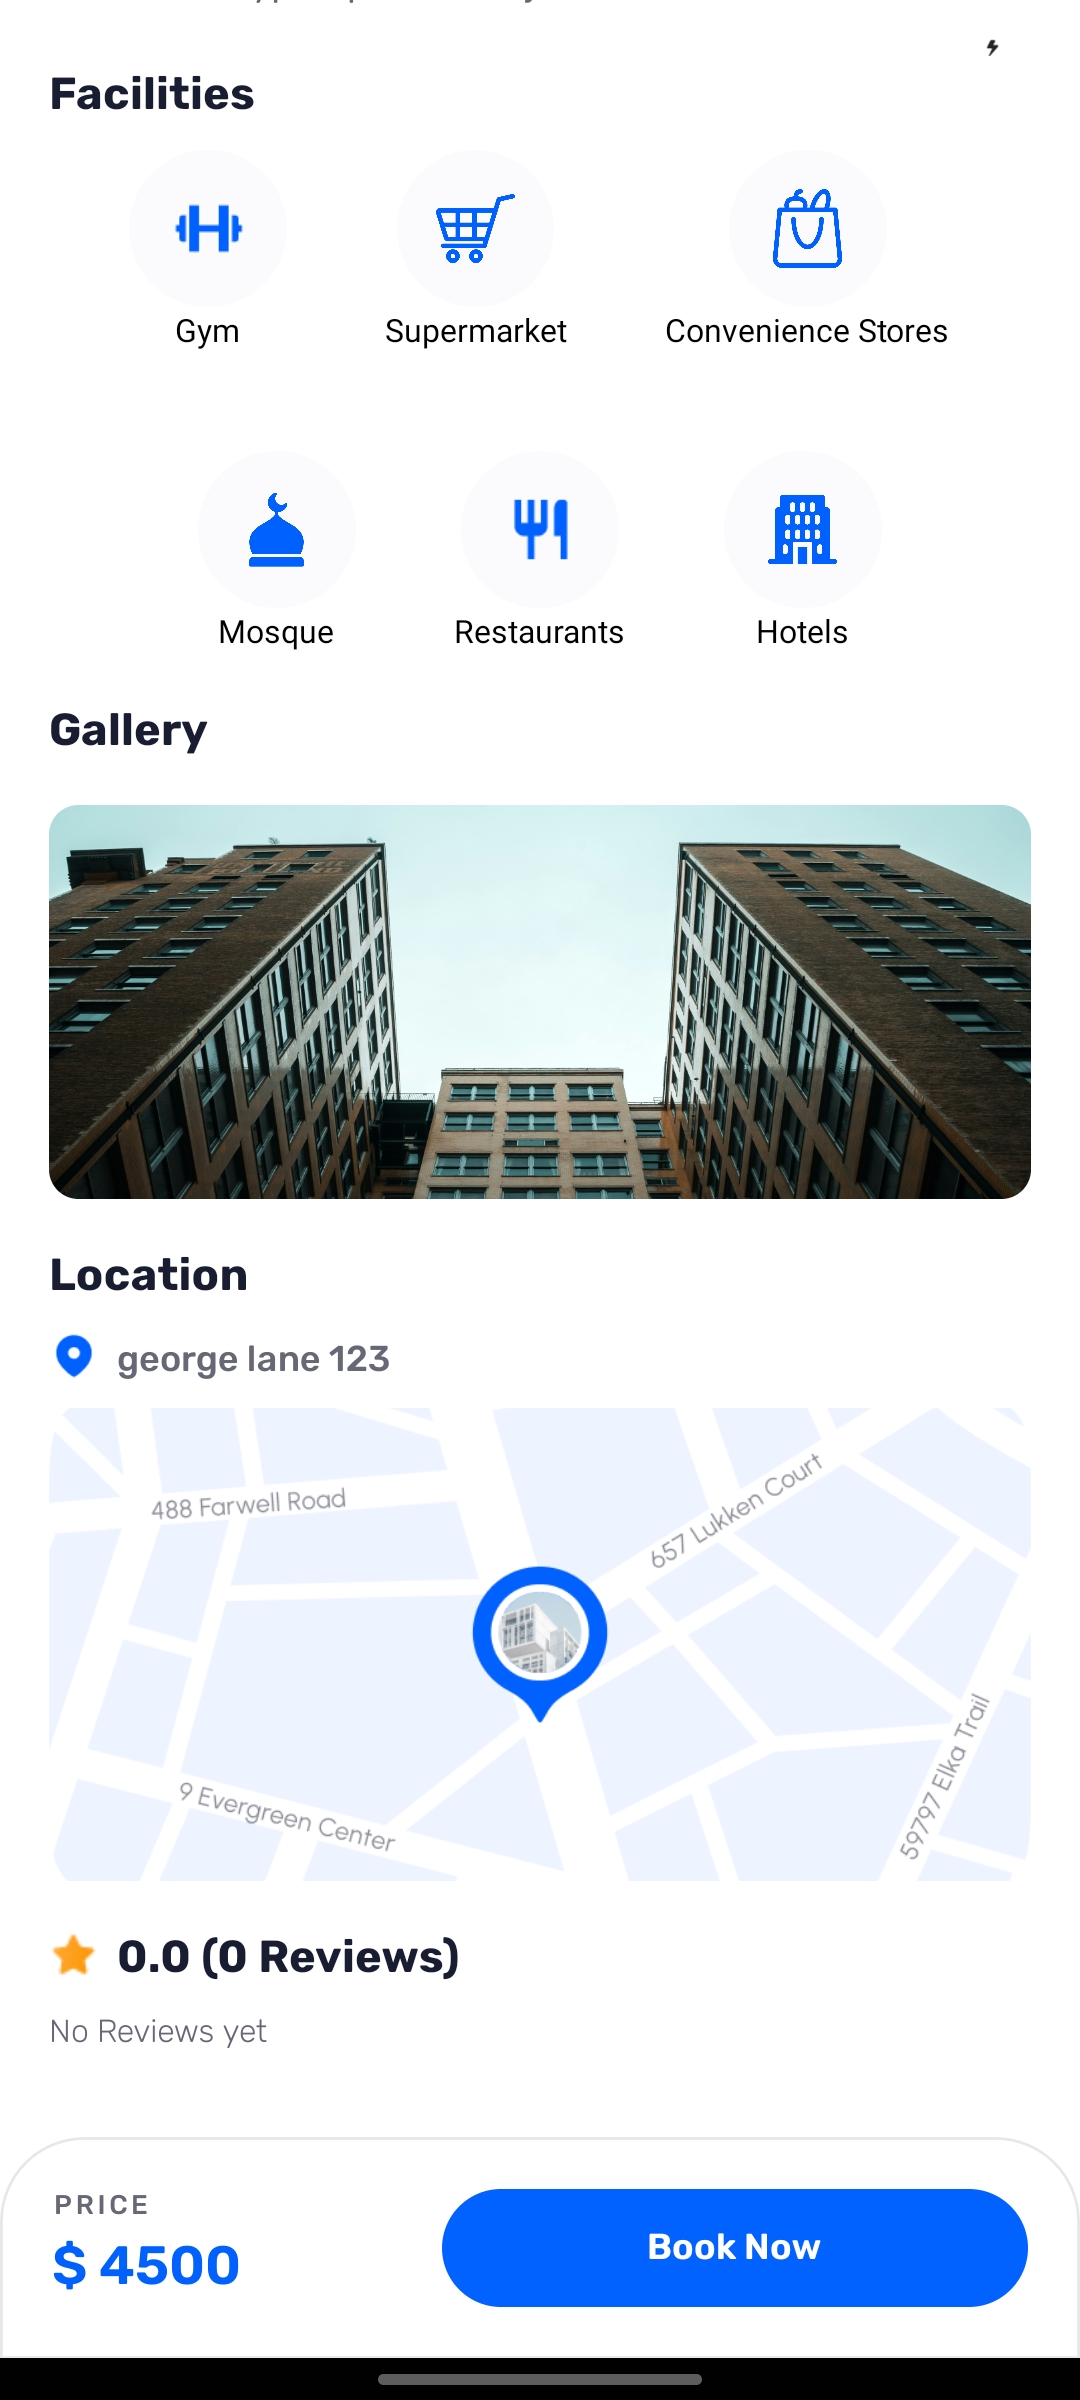 Facilities
Gym
Supermarket
Convenience Stores
Mosque
Restaurants
Hotels
Gallery
Location
george lane 123
488 Farwell Road
657 Lukken Court
59797 Elka Trail
9 Evergreen Center
0.0 (0 Reviews)
No Reviews yet
PRICE
$ 4500
Book Now